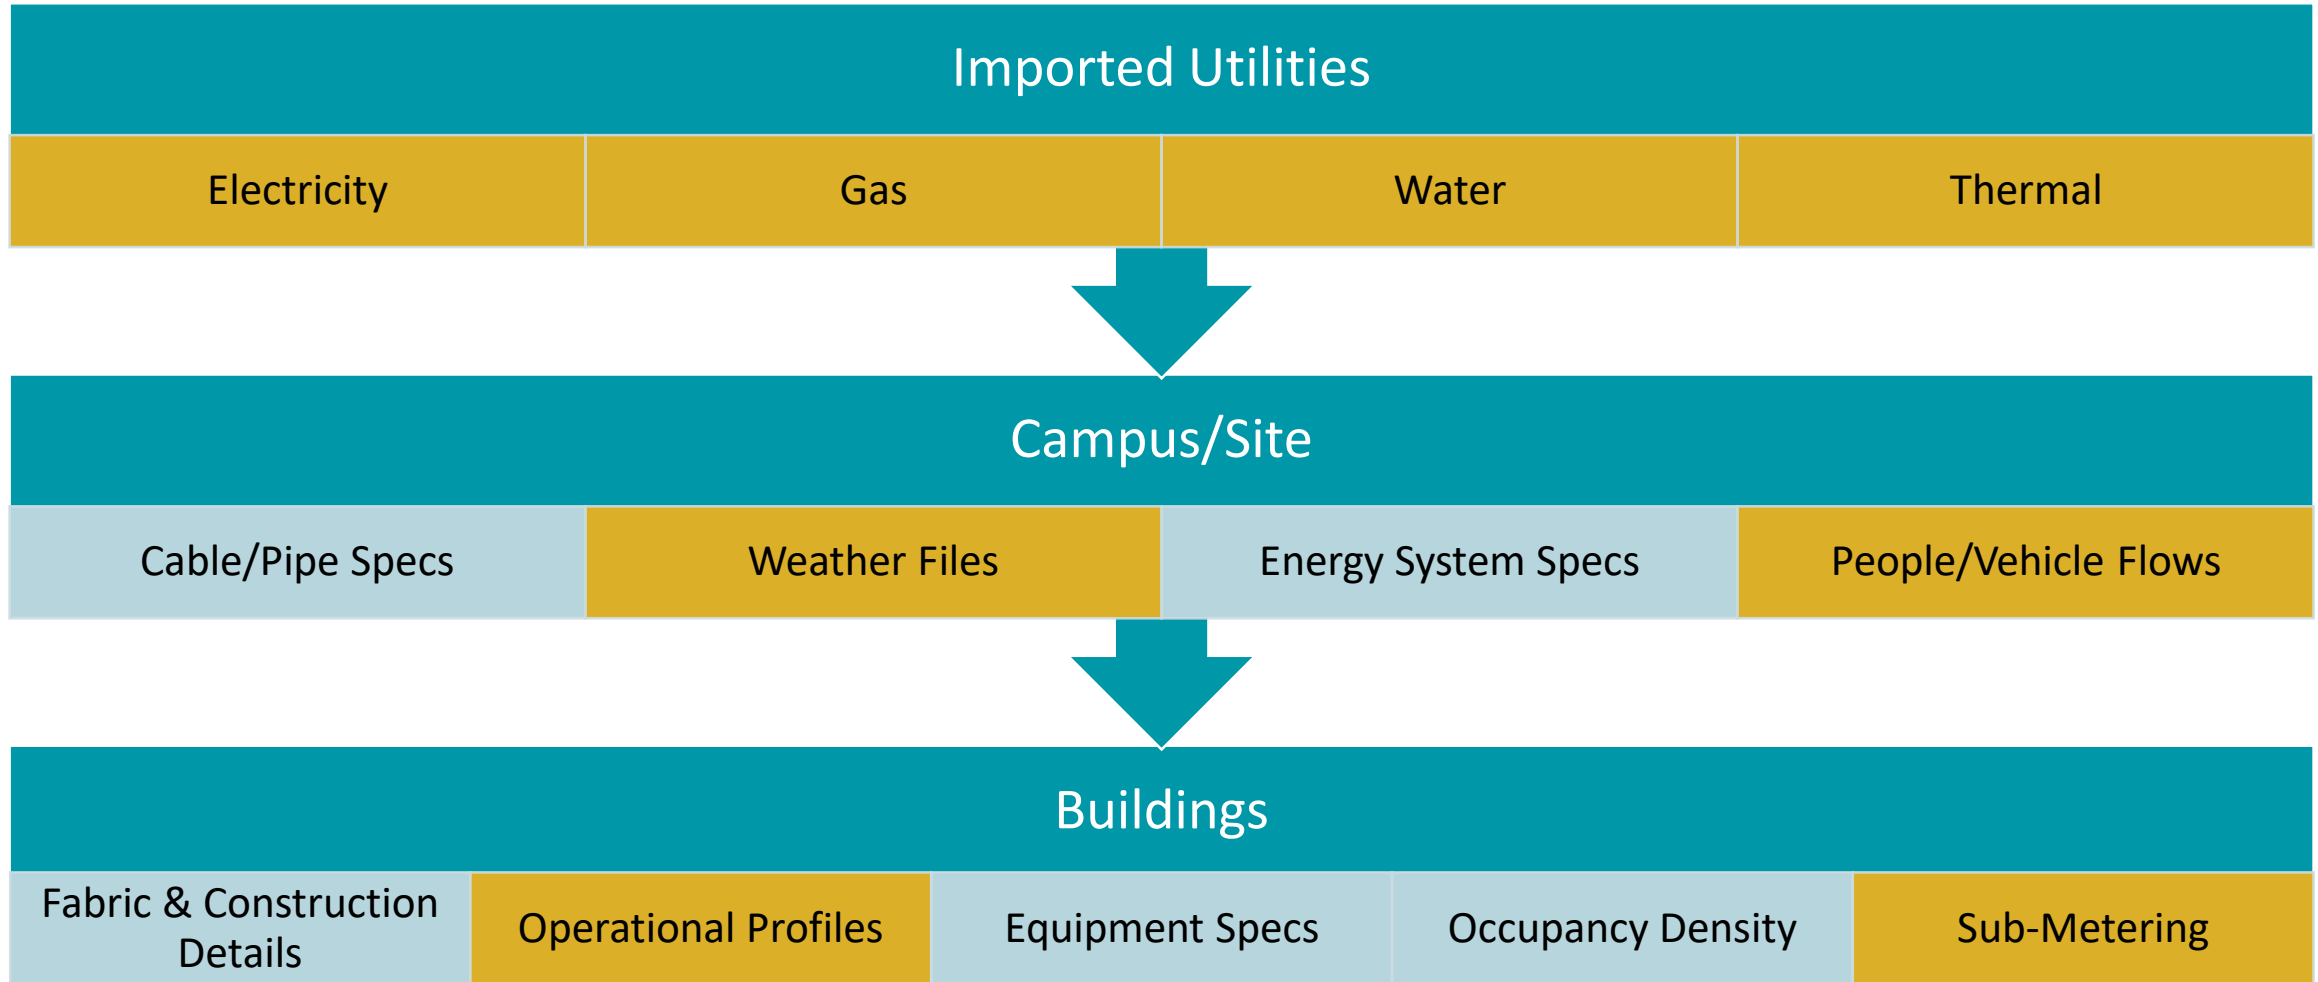 Imported Utilities
Electricity
Gas
Water
Thermal
Campus/Site
Cable/Pipe Specs
Weather Files
Energy System Specs
People/Vehicle Flows
Buildings
Fabric & Construction
Details
Operational Profiles
Equipment Specs
Occupancy Density
Sub-Metering